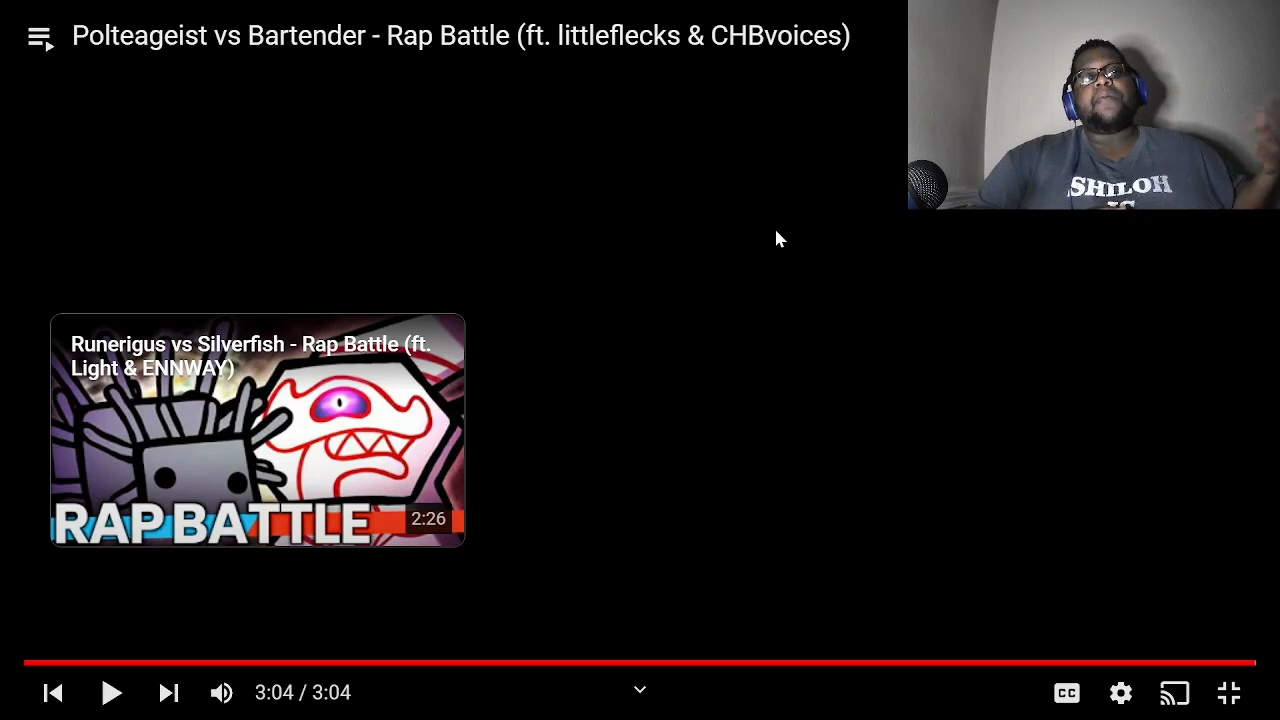 Polteageist vs Bartender - Rap Battle (ft. littleflecks & CHBvoices)
SHILOH
IS
Runerigus vs Silverfish - Rap Battle (ft.
Light & ENNWAY)
RAP BATTLE
2:26
3:04 / 3:04
CC